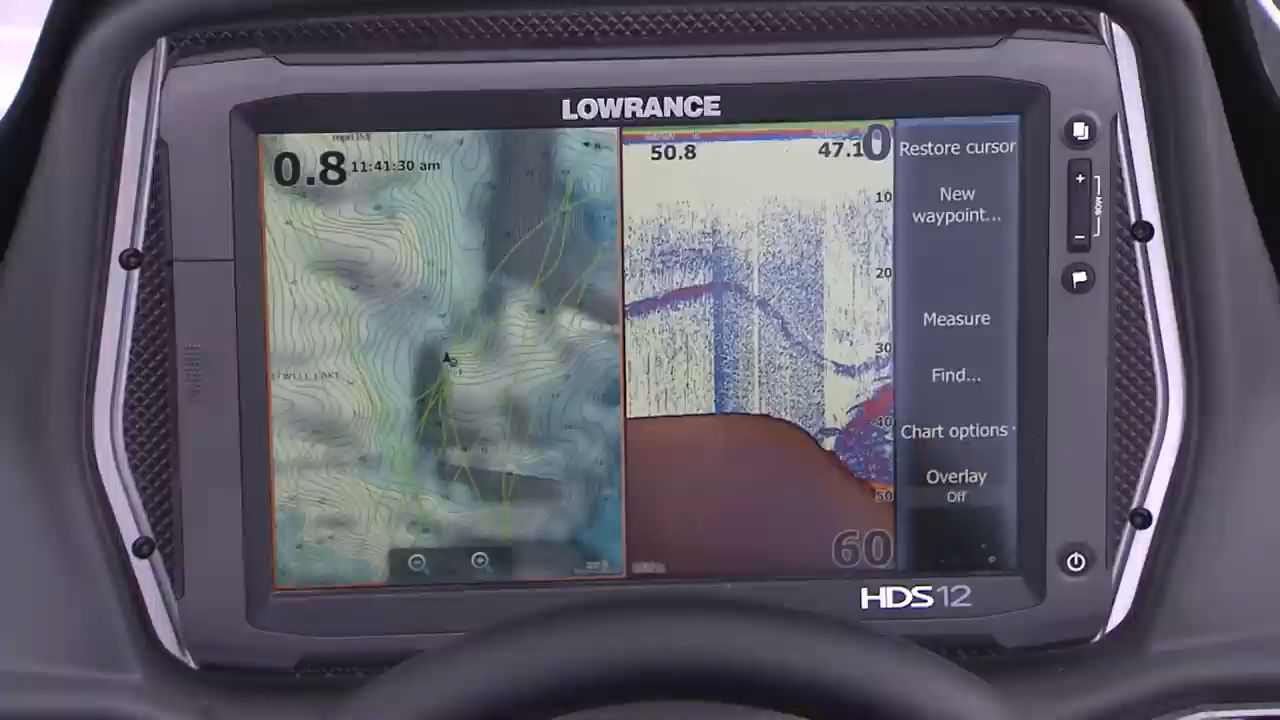 LOWRANCE
0.8 11:41:30 am
50.8
47.1
0
10
20
30
40
50
60
Restore cursor
New
waypoint...
Measure
Find...
Chart options
Overlay
Off
+
MOB
−
HDS12